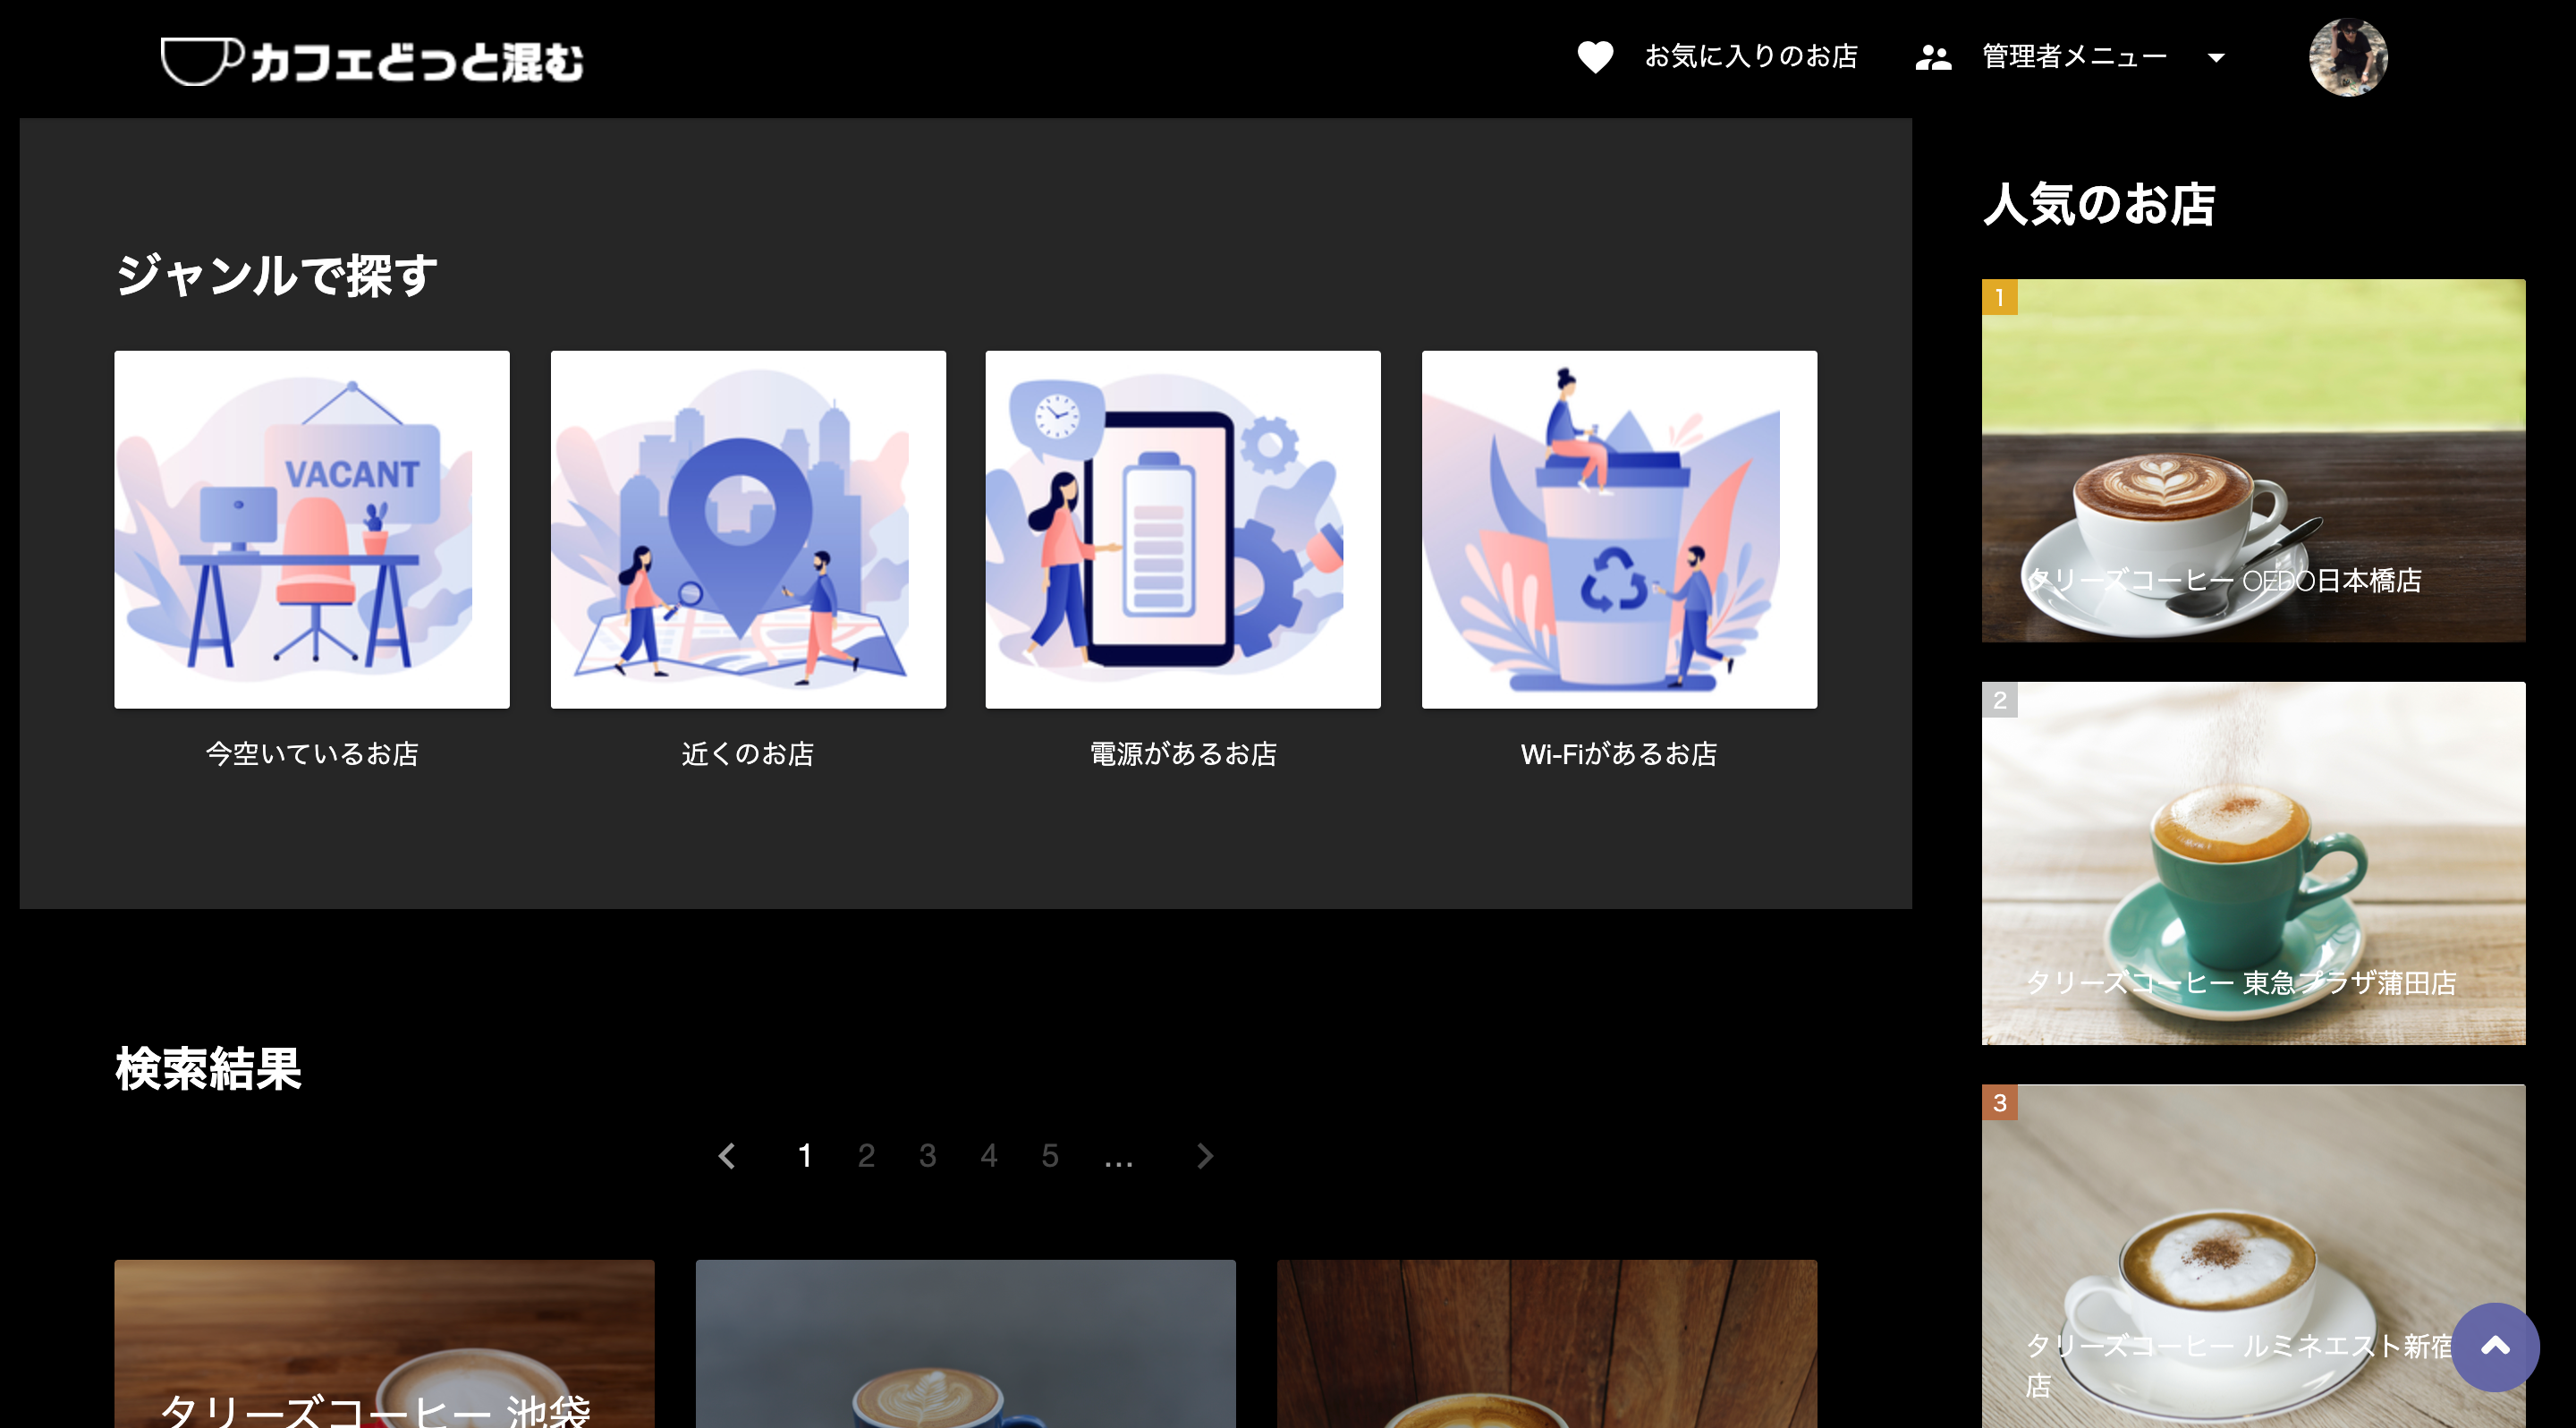 カフェどっと混む
お気に入りのお店
管理者メニュー
ジャンルで探す
VACANT
今空いているお店
近くのお店
電源があるお店
Wi-Fiがあるお店
検索結果
1 2 3 4 5 ...
タリーズコーヒー 池袋
人気のお店
1
タリーズコーヒー OEDO日本橋店
2
タリーズコーヒー 東急プラザ蒲田店
3
タリーズコーヒー ルミネエスト新宿
店